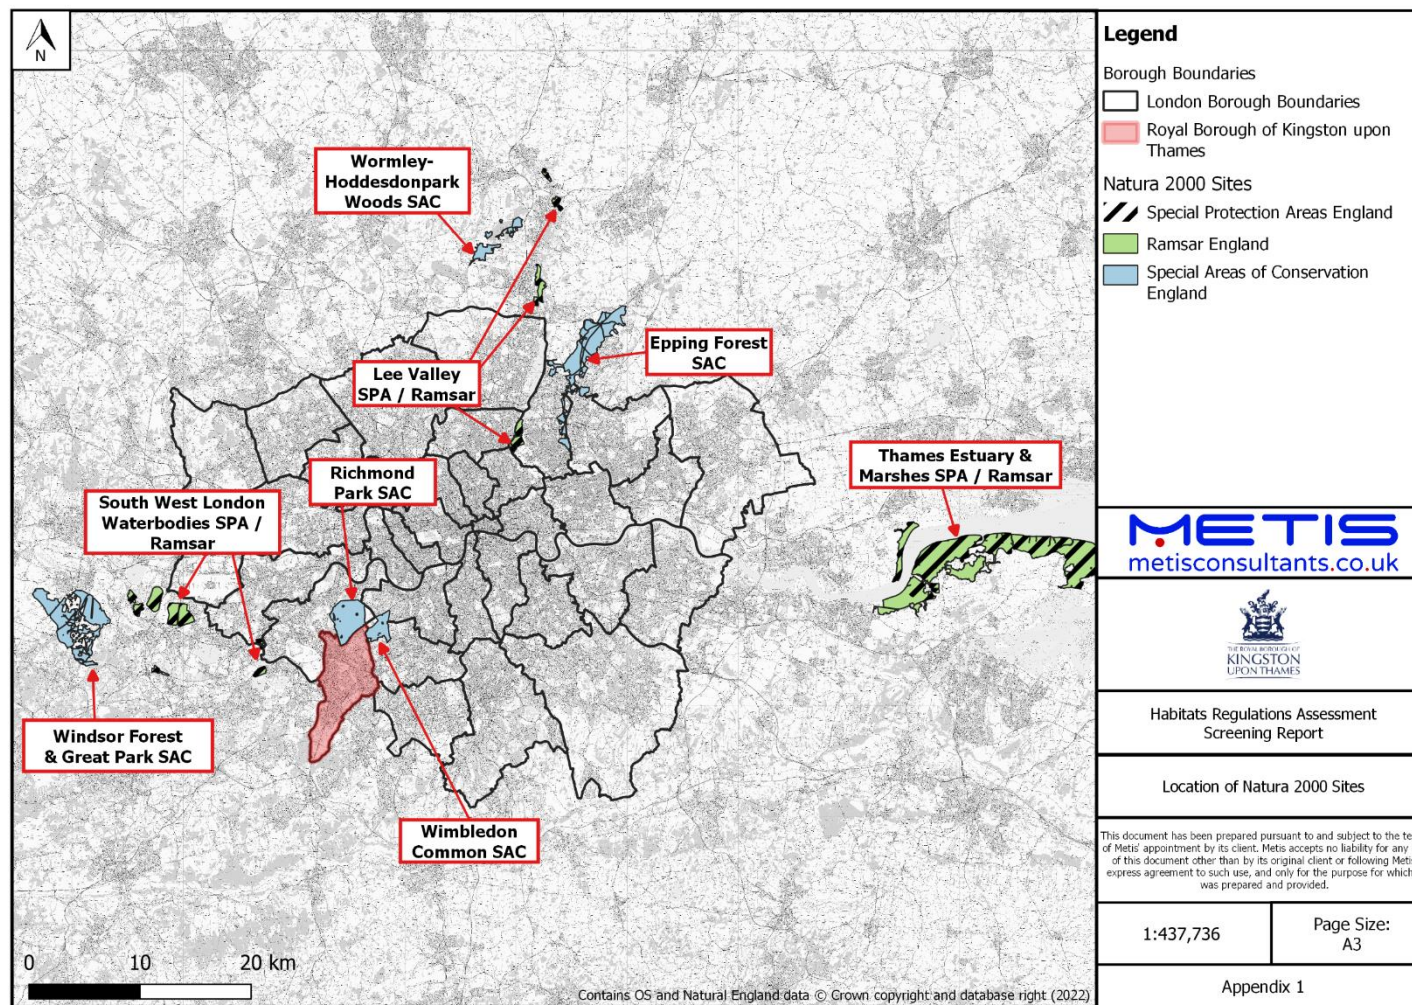 N
Wormley-
Hoddesdonpark
Woods SAC
Epping Forest
SAC
Lee Valley
SPA / Ramsar
Richmond
Park SAC
Thames Estuary &
Marshes SPA / Ramsar
South West London
Waterbodies SPA /
Ramsar
Windsor Forest
& Great Park SAC
Wimbledon
Common SAC
0 10 20 km
Contains OS and Natural England data © Crown copyright and database right (2022)
Legend
Borough Boundaries
London Borough Boundaries
Royal Borough of Kingston upon
Thames
Natura 2000 Sites
Special Protection Areas England
Ramsar England
Special Areas of Conservation
England
METIS
metisconsultants.co.uk
THE ROYAL BOROUGH OF
KINGSTON
UPON THAMES
Habitats Regulations Assessment
Screening Report
Location of Natura 2000 Sites
This document has been prepared pursuant to and subject to the te
of Metis' appointment by its client. Metis accepts no liability for any
of this document other than by its original client or following Metis
express agreement to such use, and only for the purpose for which
was prepared and provided.
1:437,736
Page Size:
A3
Appendix 1